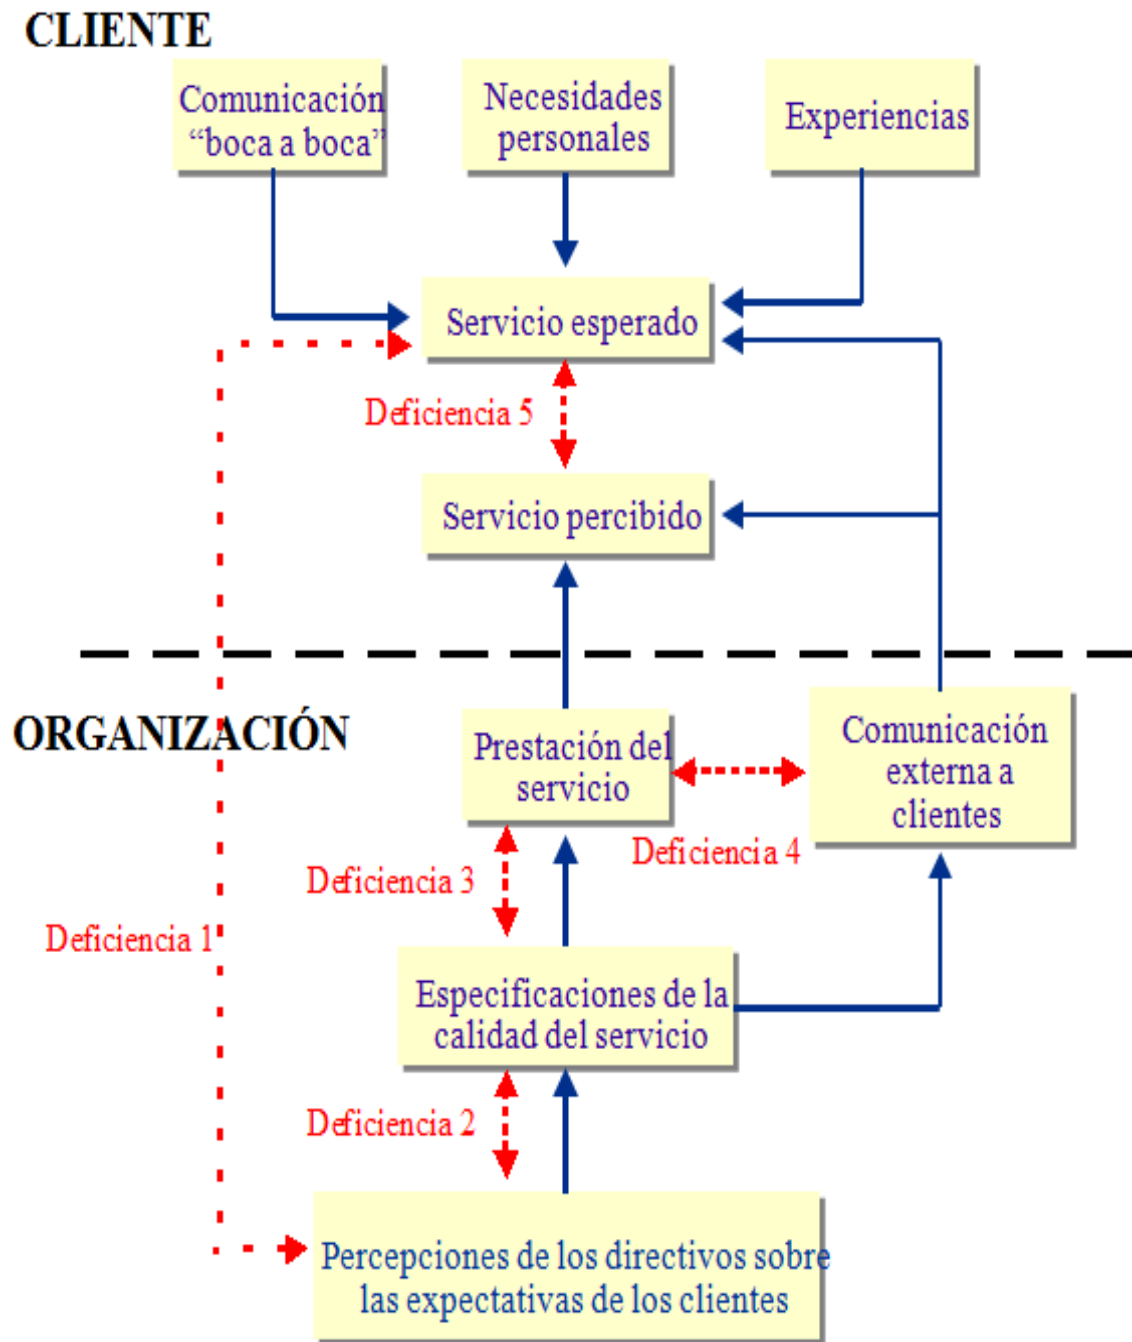 CLIENTE
Comunicación
“boca a boca”
Necesidades
personales
Experiencias
Servicio esperado
Deficiencia 5
Servicio percibido
ORGANIZACIÓN
Prestación del
servicio
Comunicación
externa a
clientes
Deficiencia 4
Deficiencia 3
Deficiencia 1
Especificaciones de la
calidad del servicio
Deficiencia 2
Percepciones de los directivos sobre
las expectativas de los clientes